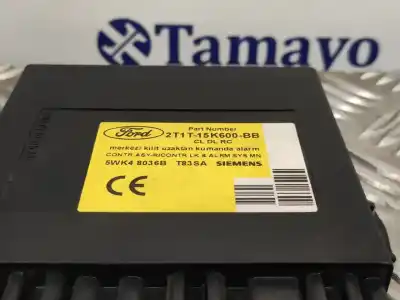 Tamayo
Ford
Part Number
2T1T-15K600-BB
CL DL RC
merkezi kilit uzaktan kumanda alarm
CONTR ASY-R/CONTR LK & ALRM SYS MN
5WK4 8036B T83SA SIEMENS
CE